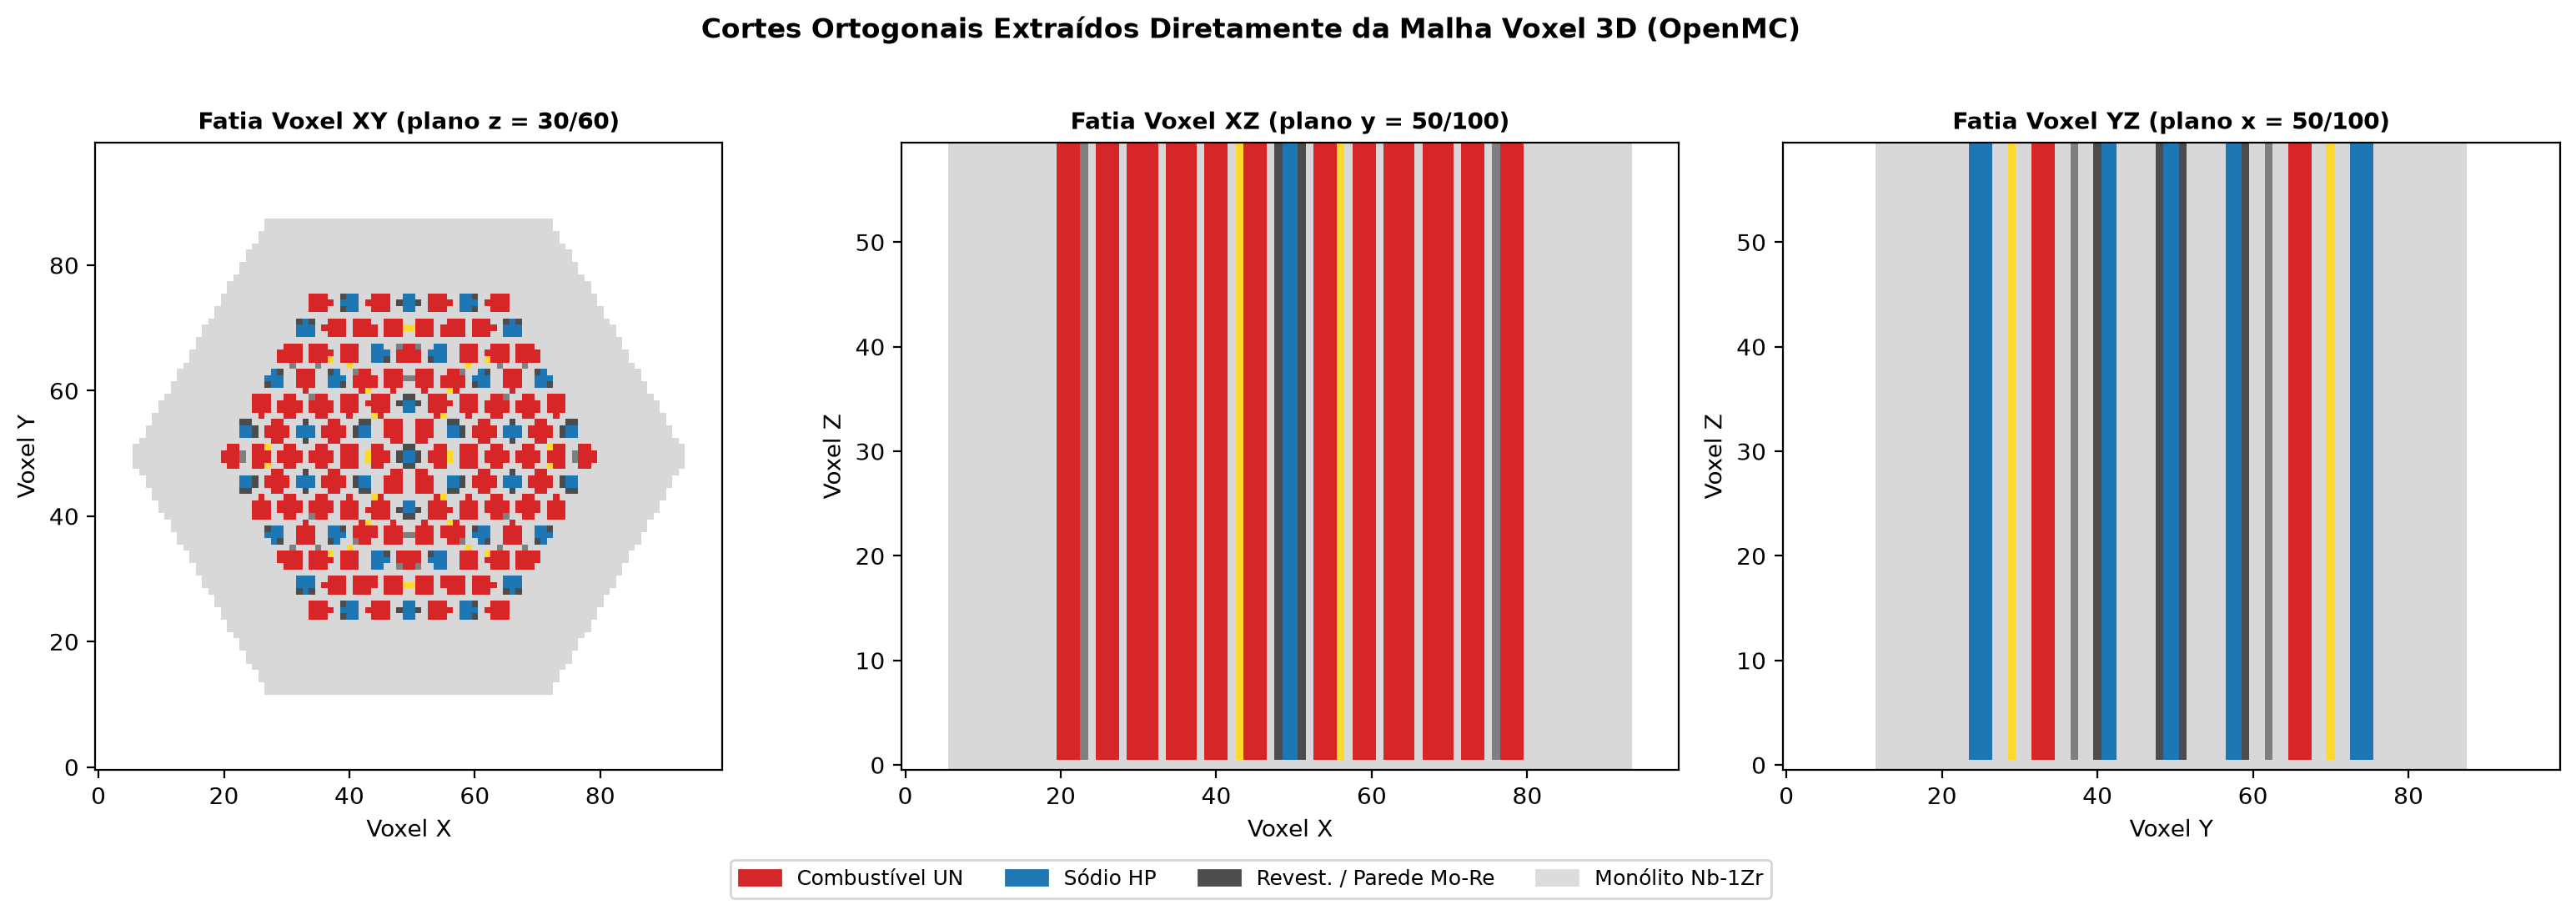 Cortes Ortogonais Extraídos Diretamente da Malha Voxel 3D (OpenMC)
Fatia Voxel XY (plano z = 30/60)
Voxel Y
80
60
40
20
0
0 20 40 60 80
Voxel X
Fatia Voxel XZ (plano y = 50/100)
Voxel Z
50
40
30
20
10
0
0 20 40 60 80
Voxel X
Fatia Voxel YZ (plano x = 50/100)
Voxel Z
50
40
30
20
10
0
0 20 40 60 80
Voxel Y
Combustível UN
Sódio HP
Revest. / Parede Mo-Re
Monólito Nb-1Zr